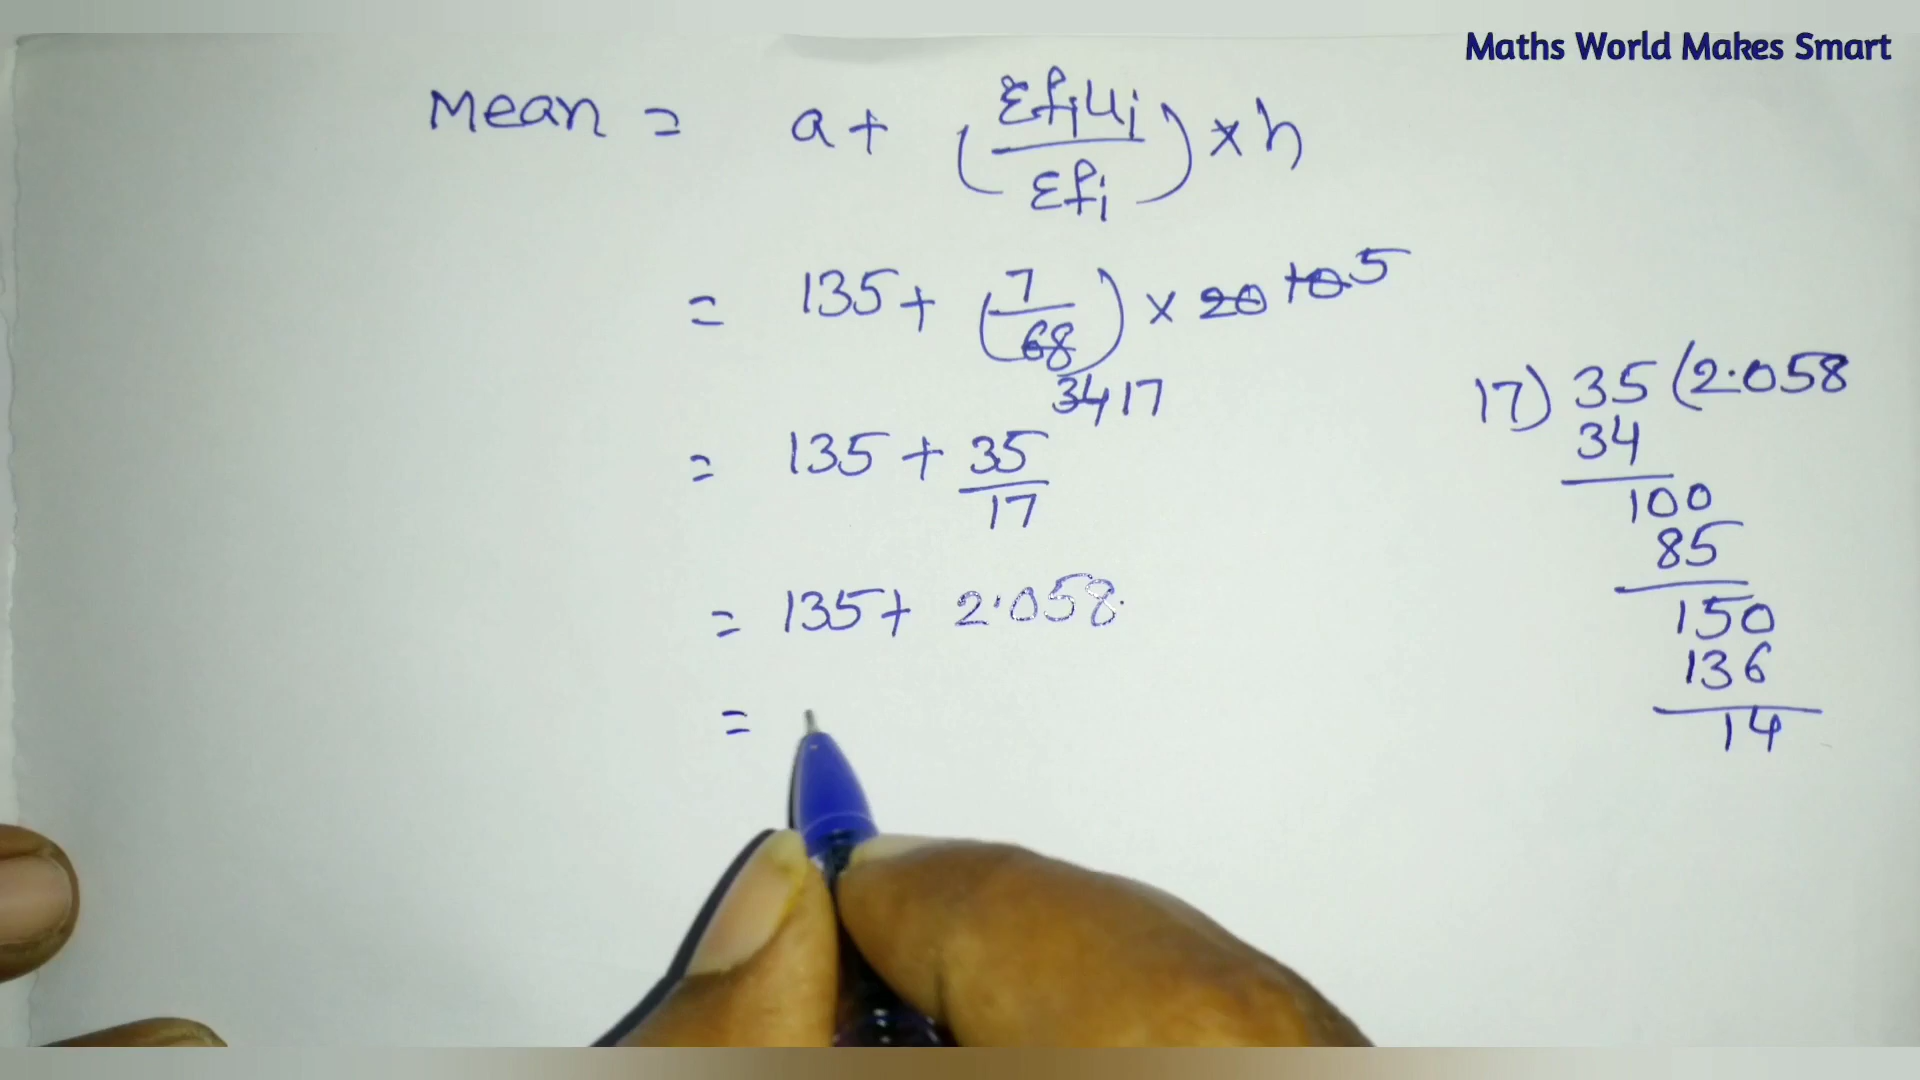 Maths World Makes Smart
Mean = a + (Σfiui / Σfi) × h
= 135 + (7 / 68) × 20 10 5
34 17
= 135 + 35 / 17
= 135 + 2.058
=
17) 35 (2.058
34
100
85
150
136
14